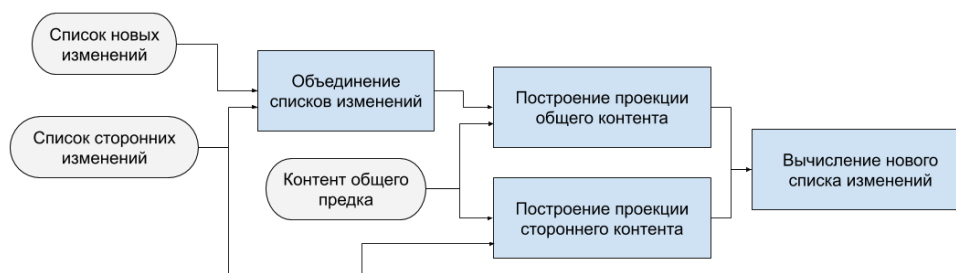 Список новых
изменений
Объединение
списков изменений
Список сторонних
изменений
Построение проекции
общего контента
Контент общего
предка
Построение проекции
стороннего контента
Вычисление нового
списка изменений